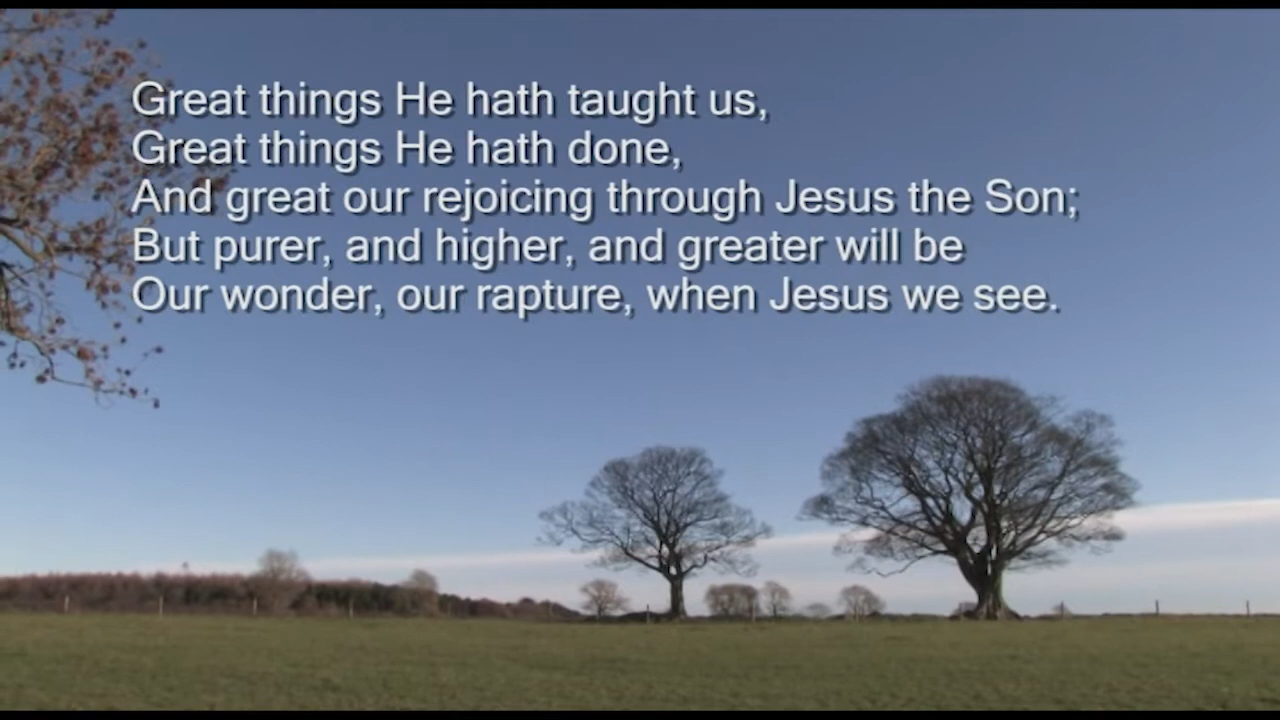 Great things He hath taught us,
Great things He hath done,
And great our rejoicing through Jesus the Son;
But purer, and higher, and greater will be
Our wonder, our rapture, when Jesus we see.